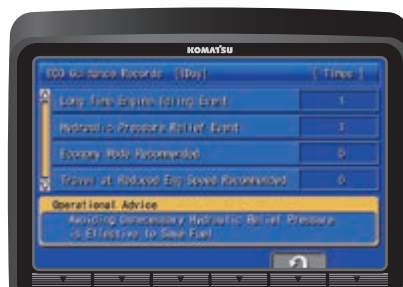 KOMATSU
ECO Guidance Records (1Day) [ Times ]
Long Time Engine Idling Event 1
Hydraulic Pressure Relief Event
Economy Mode Recommended 0
Travel at Reduced Eng Speed Recommended 0
Operational Advice
Avoiding Unnecessary Hydraulic Relief Pressure
is Effective to Save Fuel